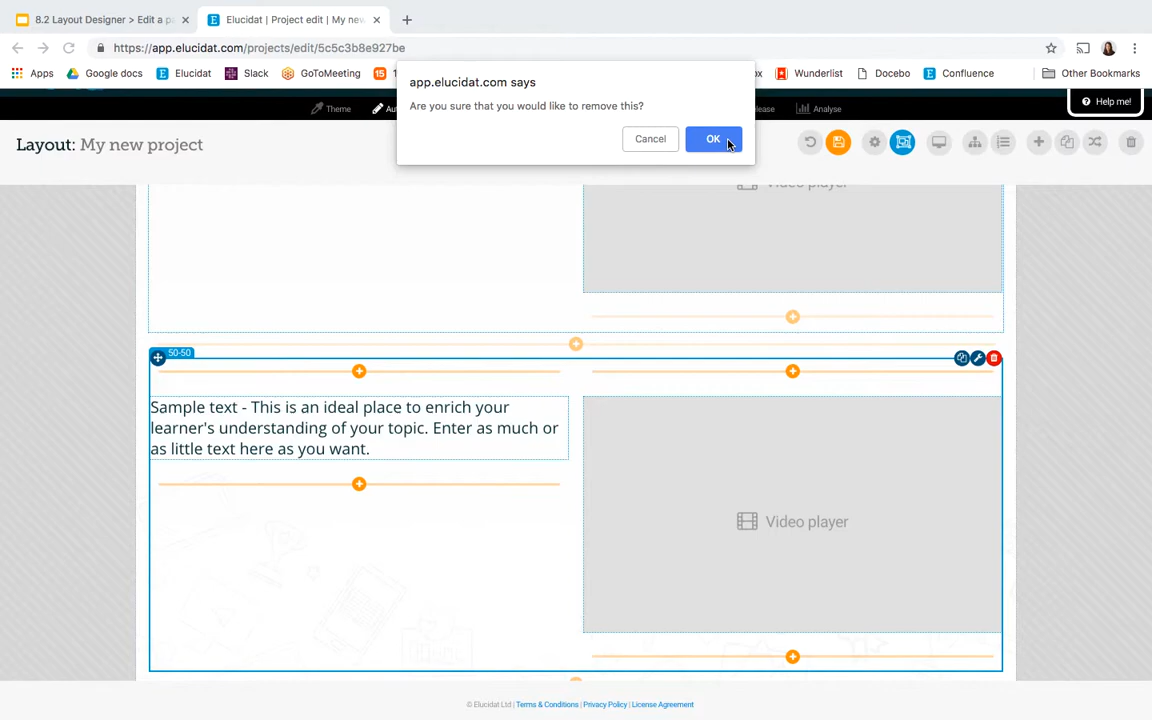 8.2 Layout Designer > Edit a pa
Elucidat | Project edit | My new
https://app.elucidat.com/projects/edit/5c5c3b8e927be
Apps
Google docs
Elucidat
Slack
GoToMeeting
Wunderlist
Docebo
Confluence
Other Bookmarks
app.elucidat.com says
Are you sure that you would like to remove this?
Cancel
OK
Theme
Analyse
Help me!
Layout: My new project
Video player
50-50
Sample text - This is an ideal place to enrich your
learner's understanding of your topic. Enter as much or
as little text here as you want.
Video player
© Elucidat Ltd | Terms & Conditions | Privacy Policy | License Agreement